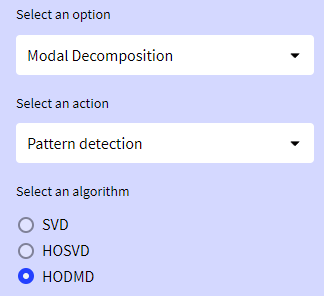 Select an option
Modal Decomposition
Select an action
Pattern detection
Select an algorithm
SVD
HOSVD
HODMD